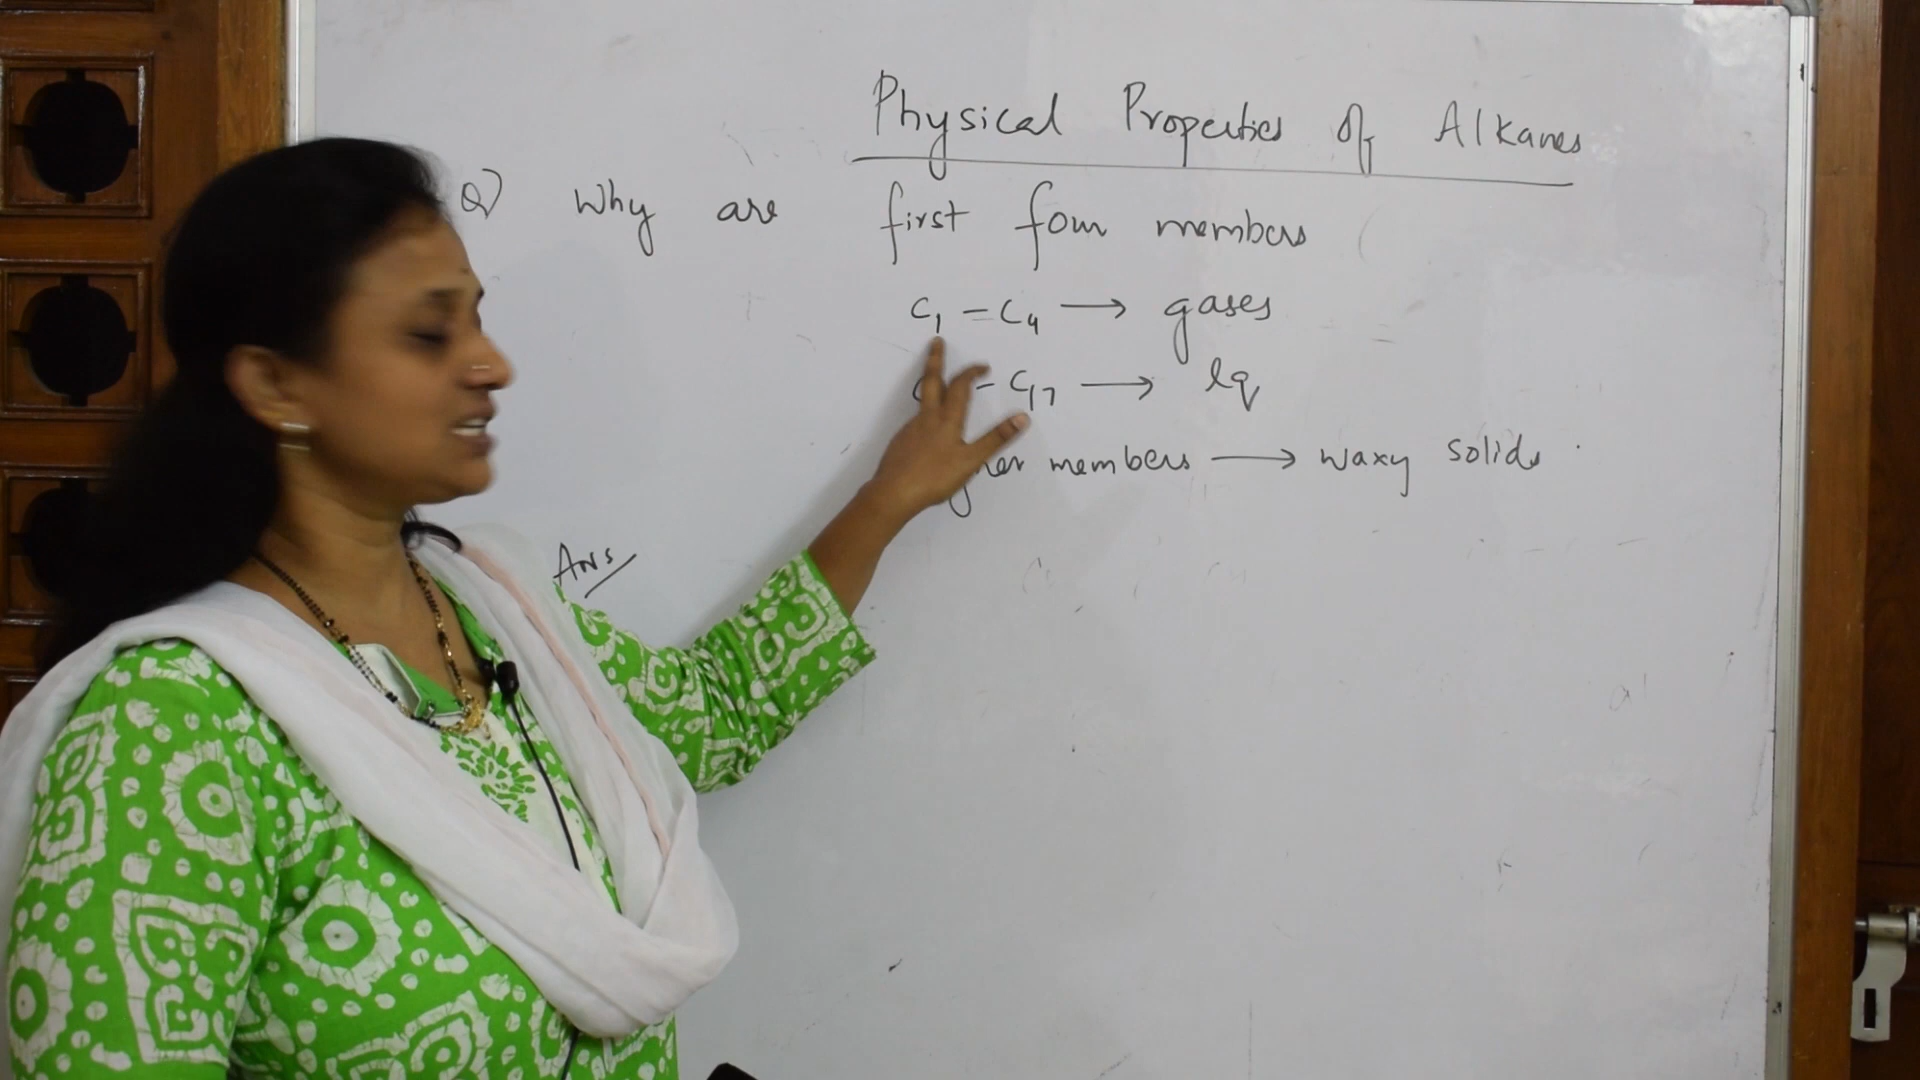 Physical Properties Of Alkanes
Q) Why are first four members
C1 - C4 → gases
- C17 → lq
members → waxy solids
Ans